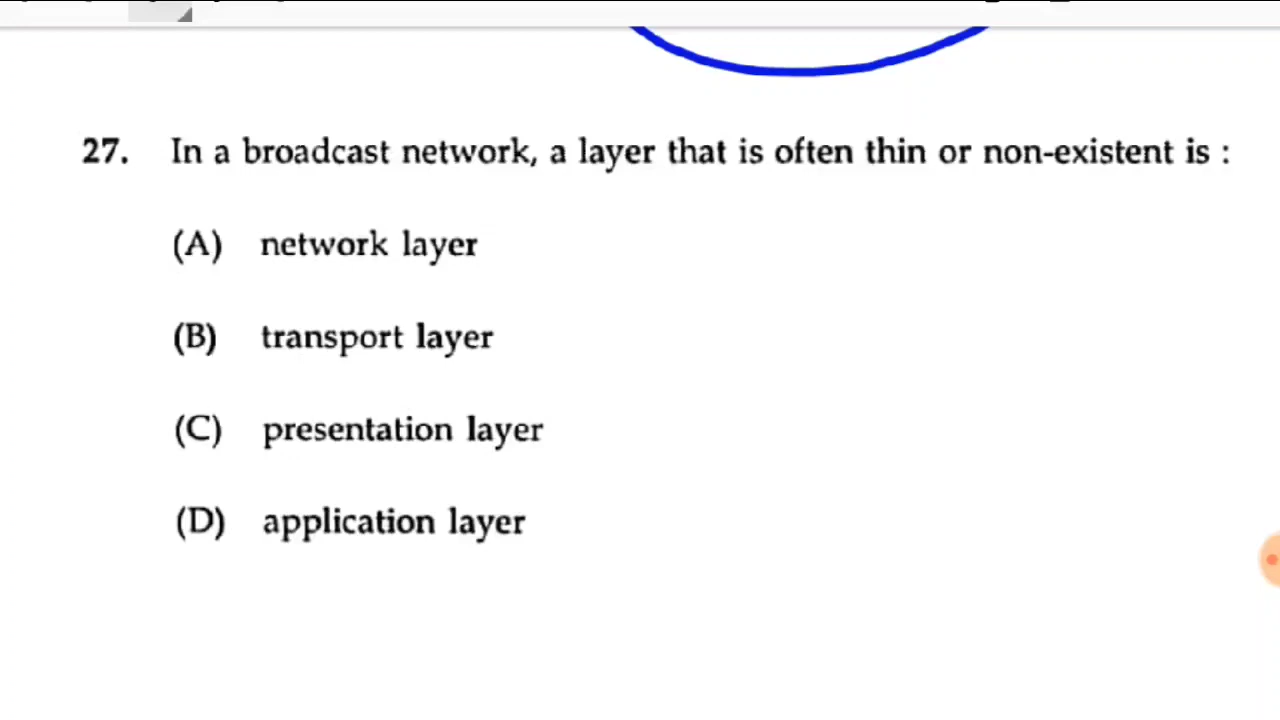 27. In a broadcast network, a layer that is often thin or non-existent is :
(A) network layer
(B) transport layer
(C) presentation layer
(D) application layer